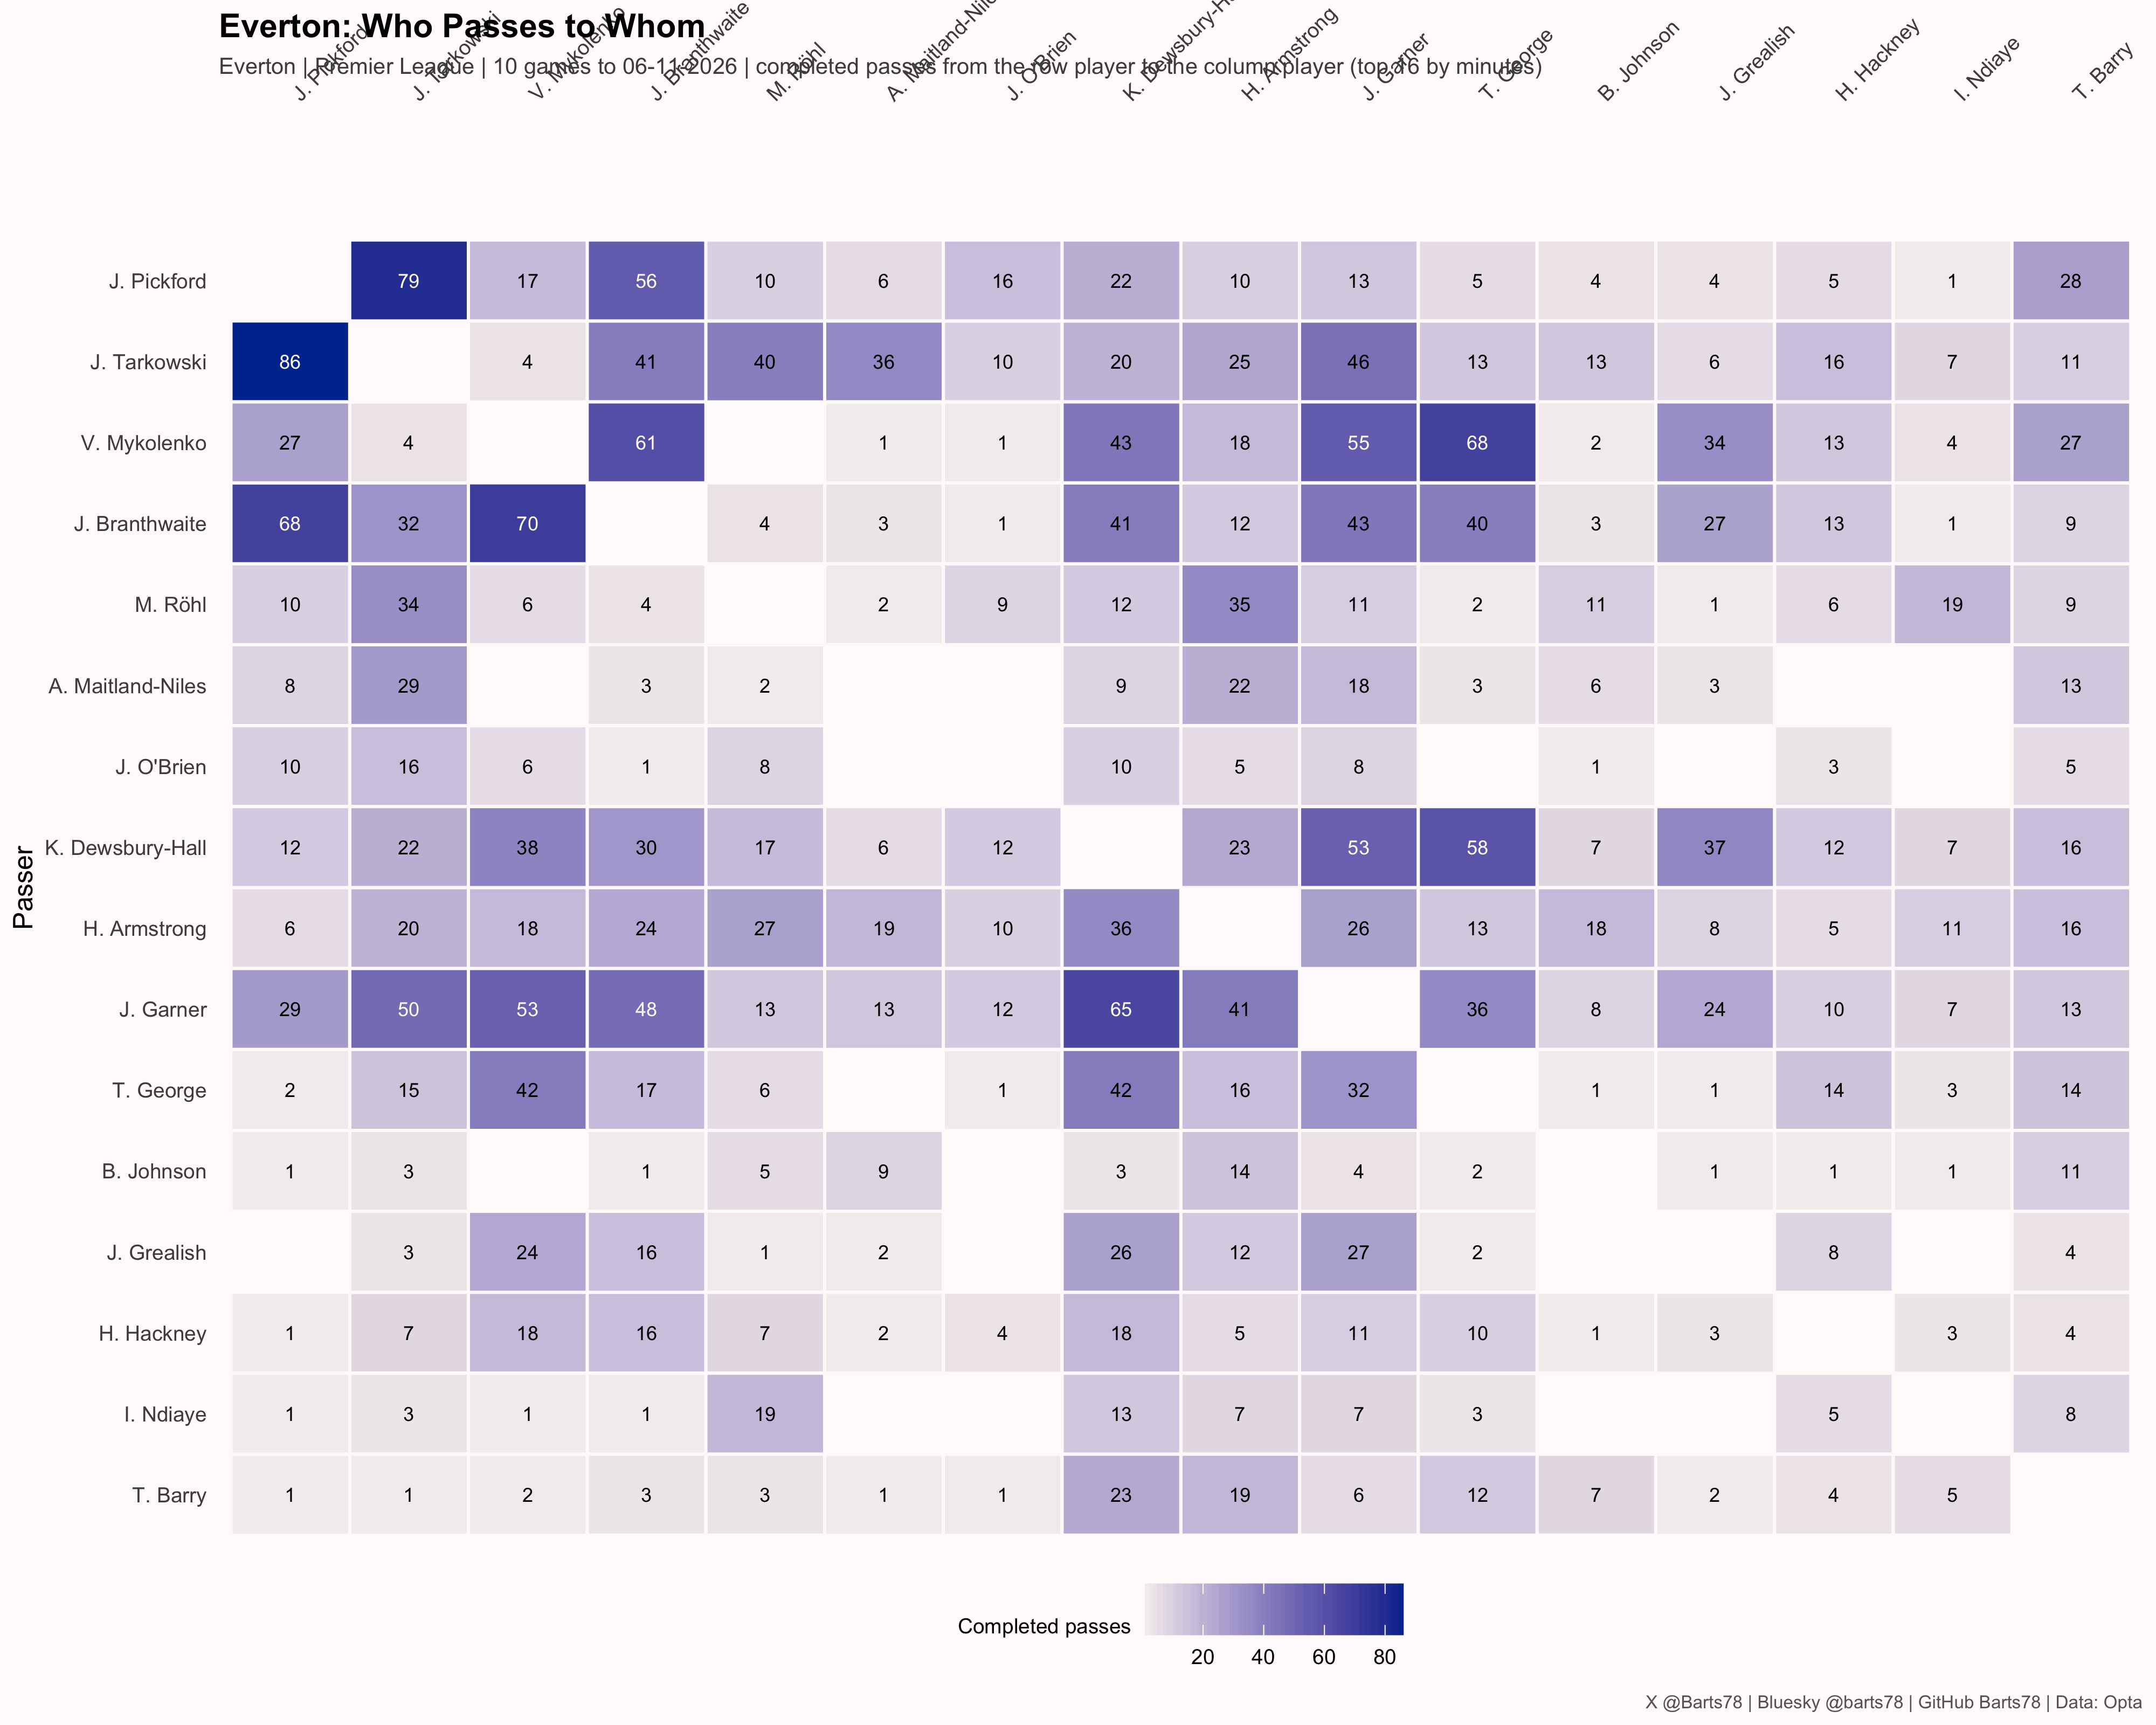 Everton: Who Passes to Whom
Everton | Premier League | 10 games to 06-11-2026 | completed passes from the row player to the column player (top 16 by minutes)
J. Pickford J. Tarkowski V. Mykolenko J. Branthwaite M. Röhl A. Maitland-Nile J. O'Brien K. Dewsbury-Ha H. Armstrong J. Garner T. George B. Johnson J. Grealish H. Hackney I. Ndiaye T. Barry
J. Pickford 79 17 56 10 6 16 22 10 13 5 4 4 5 1 28
J. Tarkowski 86 4 41 40 36 10 20 25 46 13 13 6 16 7 11
V. Mykolenko 27 4 61 1 1 43 18 55 68 2 34 13 4 27
J. Branthwaite 68 32 70 4 3 1 41 12 43 40 3 27 13 1 9
M. Röhl 10 34 6 4 2 9 12 35 11 2 11 1 6 19 9
A. Maitland-Niles 8 29 3 2 9 22 18 3 6 3 13
J. O'Brien 10 16 6 1 8 10 5 8 1 3 5
K. Dewsbury-Hall 12 22 38 30 17 6 12 23 53 58 7 37 12 7 16
H. Armstrong 6 20 18 24 27 19 10 36 26 13 18 8 5 11 16
J. Garner 29 50 53 48 13 13 12 65 41 36 8 24 10 7 13
T. George 2 15 42 17 6 1 42 16 32 1 1 14 3 14
B. Johnson 1 3 1 5 9 3 14 4 2 1 1 1 11
J. Grealish 3 24 16 1 2 26 12 27 2 8 4
H. Hackney 1 7 18 16 7 2 4 18 5 11 10 1 3 3 4
I. Ndiaye 1 3 1 1 19 13 7 7 3 5 8
T. Barry 1 1 2 3 3 1 1 23 19 6 12 7 2 4 5
Passer
Completed passes
20 40 60 80
X @Barts78 | Bluesky @barts78 | GitHub Barts78 | Data: Opta